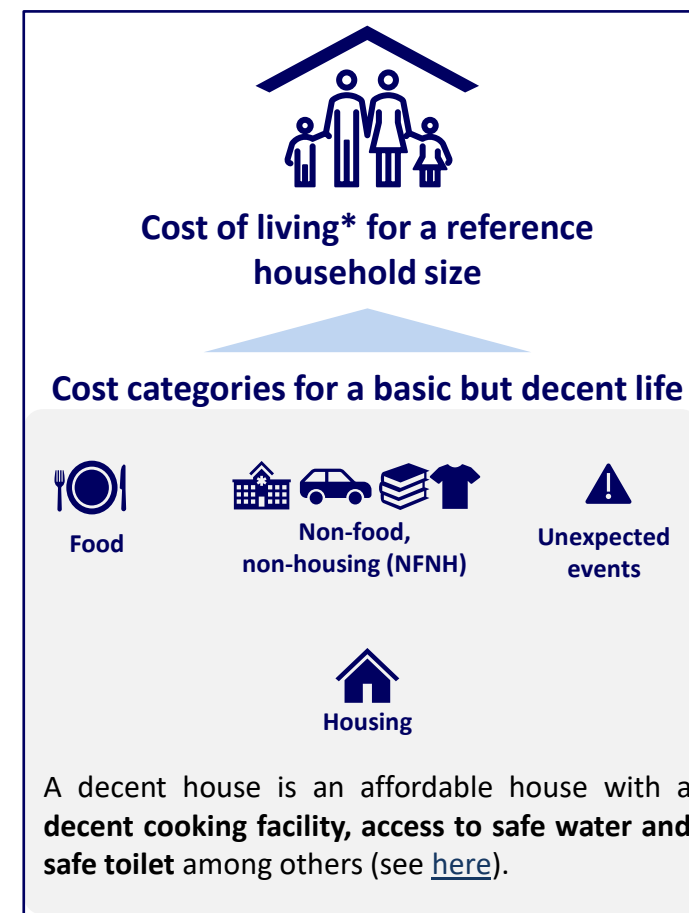 Cost of living* for a reference
household size
Cost categories for a basic but decent life
Food
Non-food,
non-housing (NFNH)
Unexpected
events
Housing
A decent house is an affordable house with a
decent cooking facility, access to safe water and
safe toilet among others (see here).